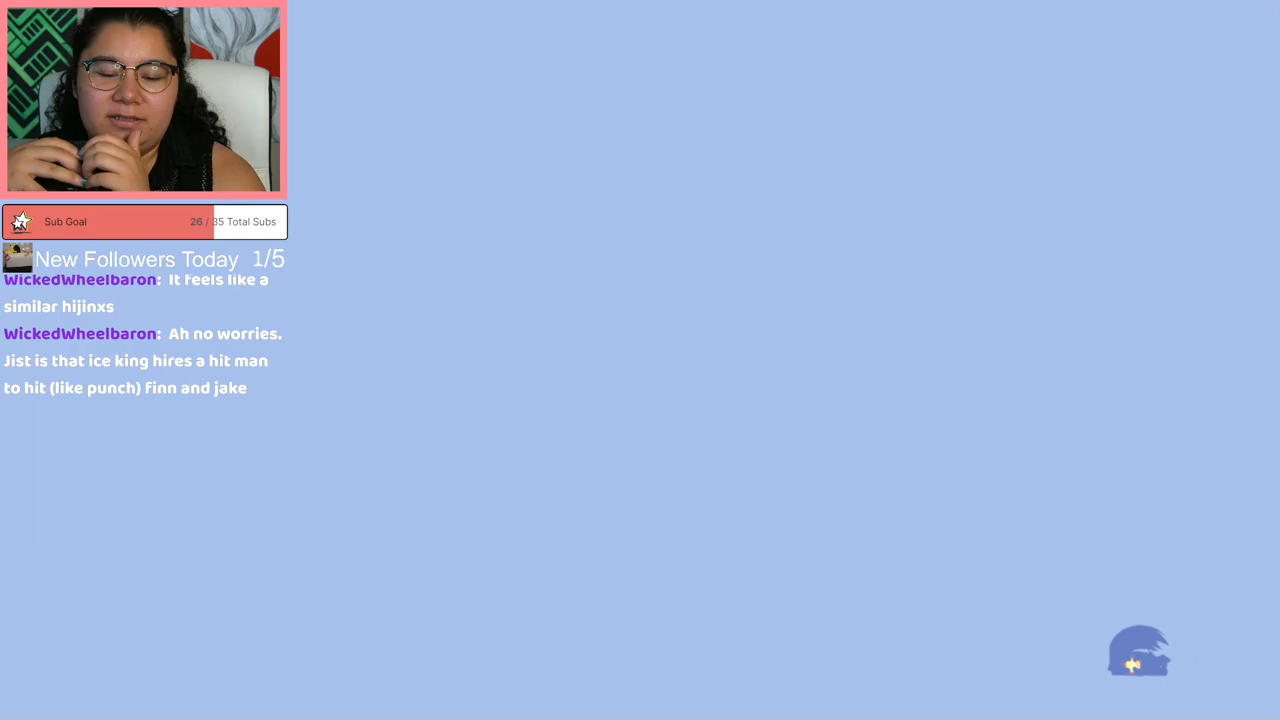 Sub Goal 26 / 35 Total Subs
New Followers Today 1/5
WickedWheelbaron: It feels like a
similar hijinxs
WickedWheelbaron: Ah no worries.
Jist is that ice king hires a hit man
to hit (like punch) finn and jake